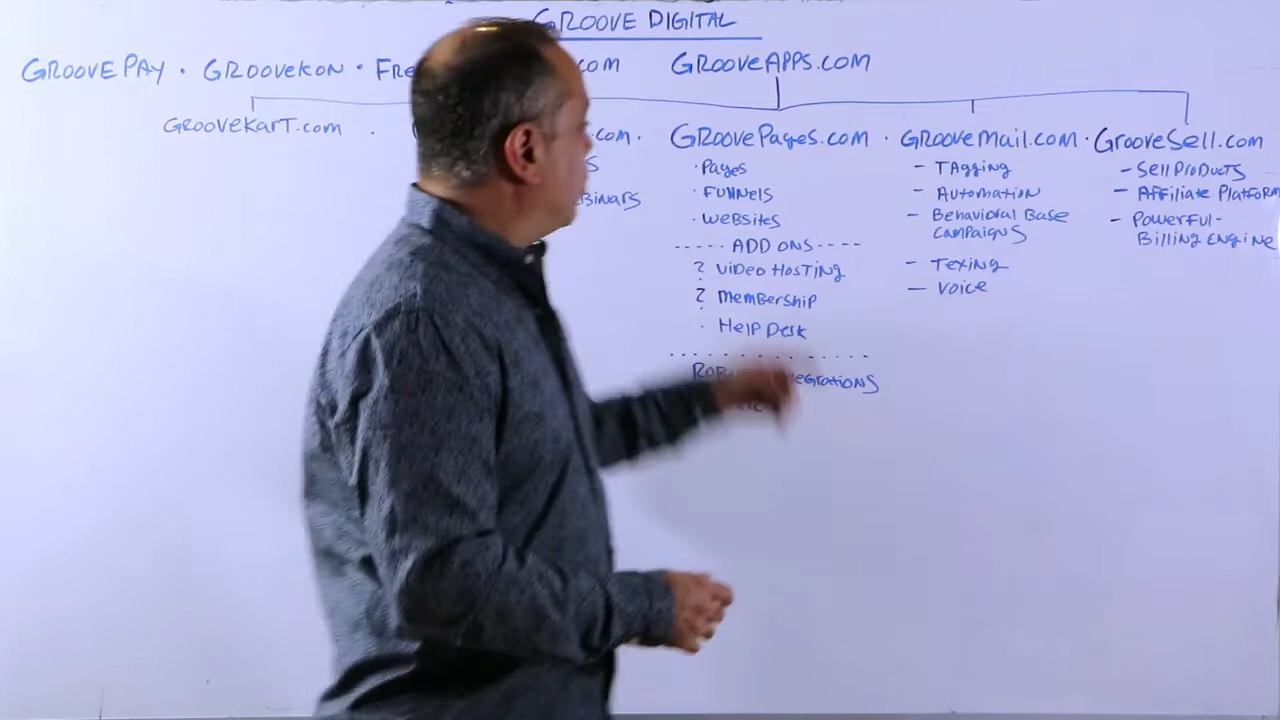 GROOVE DIGITAL
GROOVEPAY · GROOVEKON · Fre com GROOVEAPPS.COM
GROOVEKART.COM · .com · GROOVEPAGES.COM · GROOVEMAIL.COM · GROOVESELL.COM
· PAGES
· FUNNELS
· WEBSITES
----- ADD ONS ----
? VIDEO HOSTING
? MEMBERSHIP
· HELP DESK
- TAGGING
- AUTOMATION
- BEHAVIORAL BASE
CAMPAIGNS
- TEXING
- VOICE
- SELL PRODUCTS
- AFFILIATE PLATFORM
- POWERFUL-
BILLING ENGINE